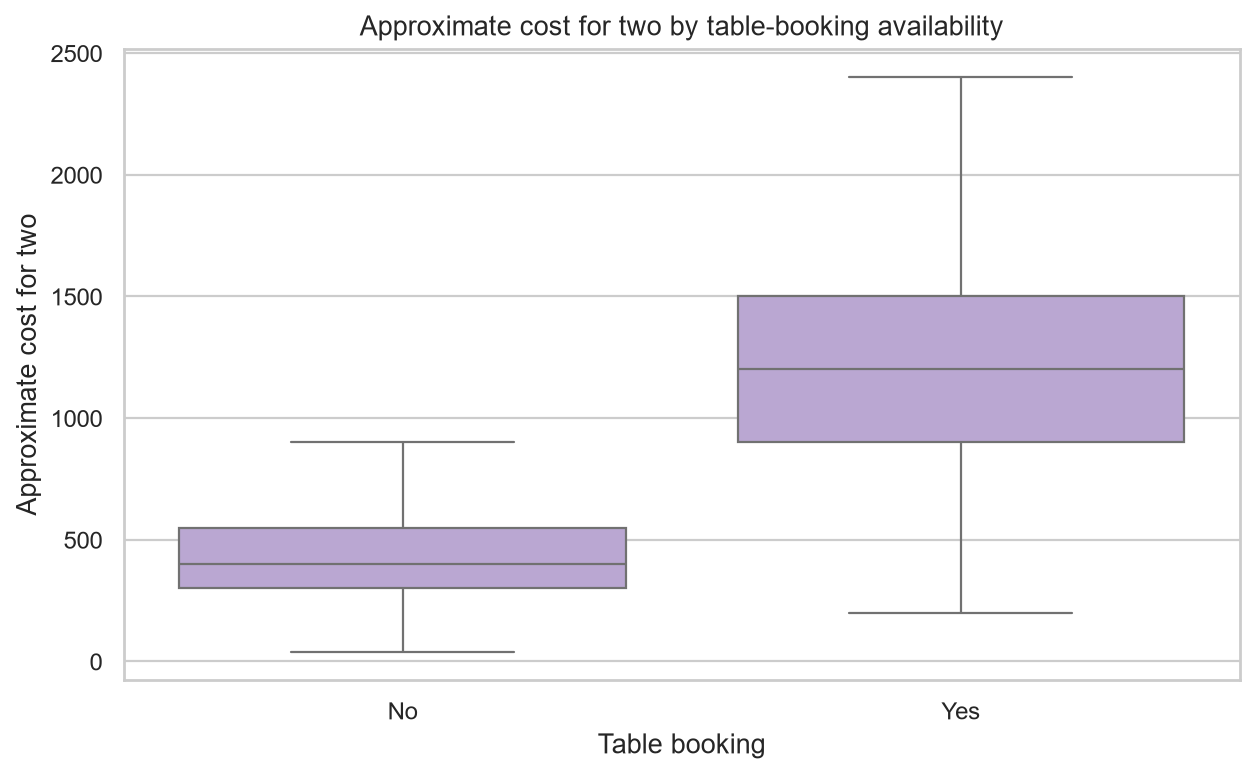 Approximate cost for two by table-booking availability
2500
2000
1500
1000
500
0
Approximate cost for two
No
Yes
Table booking